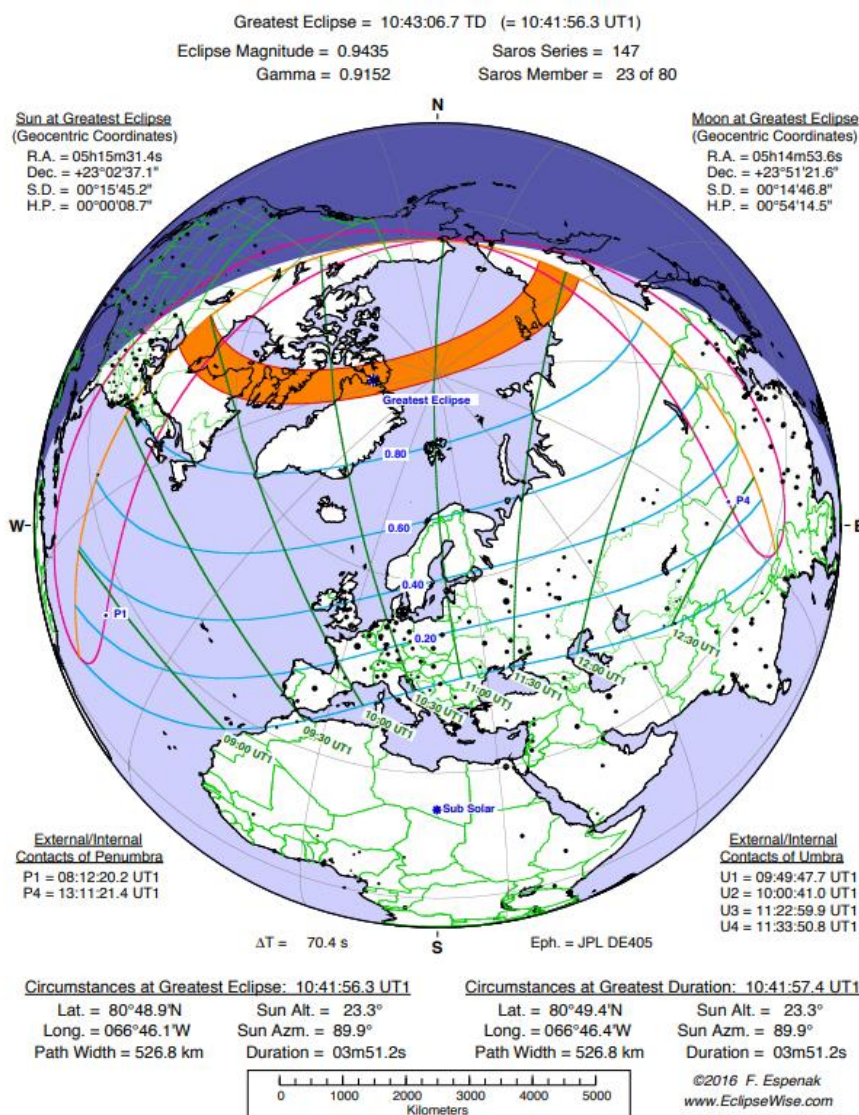 Greatest Eclipse = 10:43:06.7 TD (= 10:41:56.3 UT1)
Eclipse Magnitude = 0.9435 Saros Series = 147
Gamma = 0.9152 Saros Member = 23 of 80
Sun at Greatest Eclipse
(Geocentric Coordinates)
R.A. = 05h15m31.4s
Dec. = +23°02'37.1"
S.D. = 00°15'45.2"
H.P. = 00°00'08.7"
N
Moon at Greatest Eclipse
(Geocentric Coordinates)
R.A. = 05h14m53.6s
Dec. = +23°51'21.6"
S.D. = 00°14'46.8"
H.P. = 00°54'14.5"
Greatest Eclipse
0.80
P4
W
0.60
E
0.40
P1
0.20
12:30 UT1
12:00 UT1
11:30 UT1
11:00 UT1
10:30 UT1
10:00 UT1
09:30 UT1
09:00 UT1
Sub Solar
External/Internal
Contacts of Penumbra
P1 = 08:12:20.2 UT1
P4 = 13:11:21.4 UT1
External/Internal
Contacts of Umbra
U1 = 09:49:47.7 UT1
U2 = 10:00:41.0 UT1
U3 = 11:22:59.9 UT1
U4 = 11:33:50.8 UT1
ΔT = 70.4 s
S
Eph. = JPL DE405
Circumstances at Greatest Eclipse: 10:41:56.3 UT1
Lat. = 80°48.9'N Sun Alt. = 23.3°
Long. = 066°46.1'W Sun Azm. = 89.9°
Path Width = 526.8 km Duration = 03m51.2s
Circumstances at Greatest Duration: 10:41:57.4 UT1
Lat. = 80°49.4'N Sun Alt. = 23.3°
Long. = 066°46.4'W Sun Azm. = 89.9°
Path Width = 526.8 km Duration = 03m51.2s
0 1000 2000 3000 4000 5000
Kilometers
©2016 F. Espenak
www.EclipseWise.com